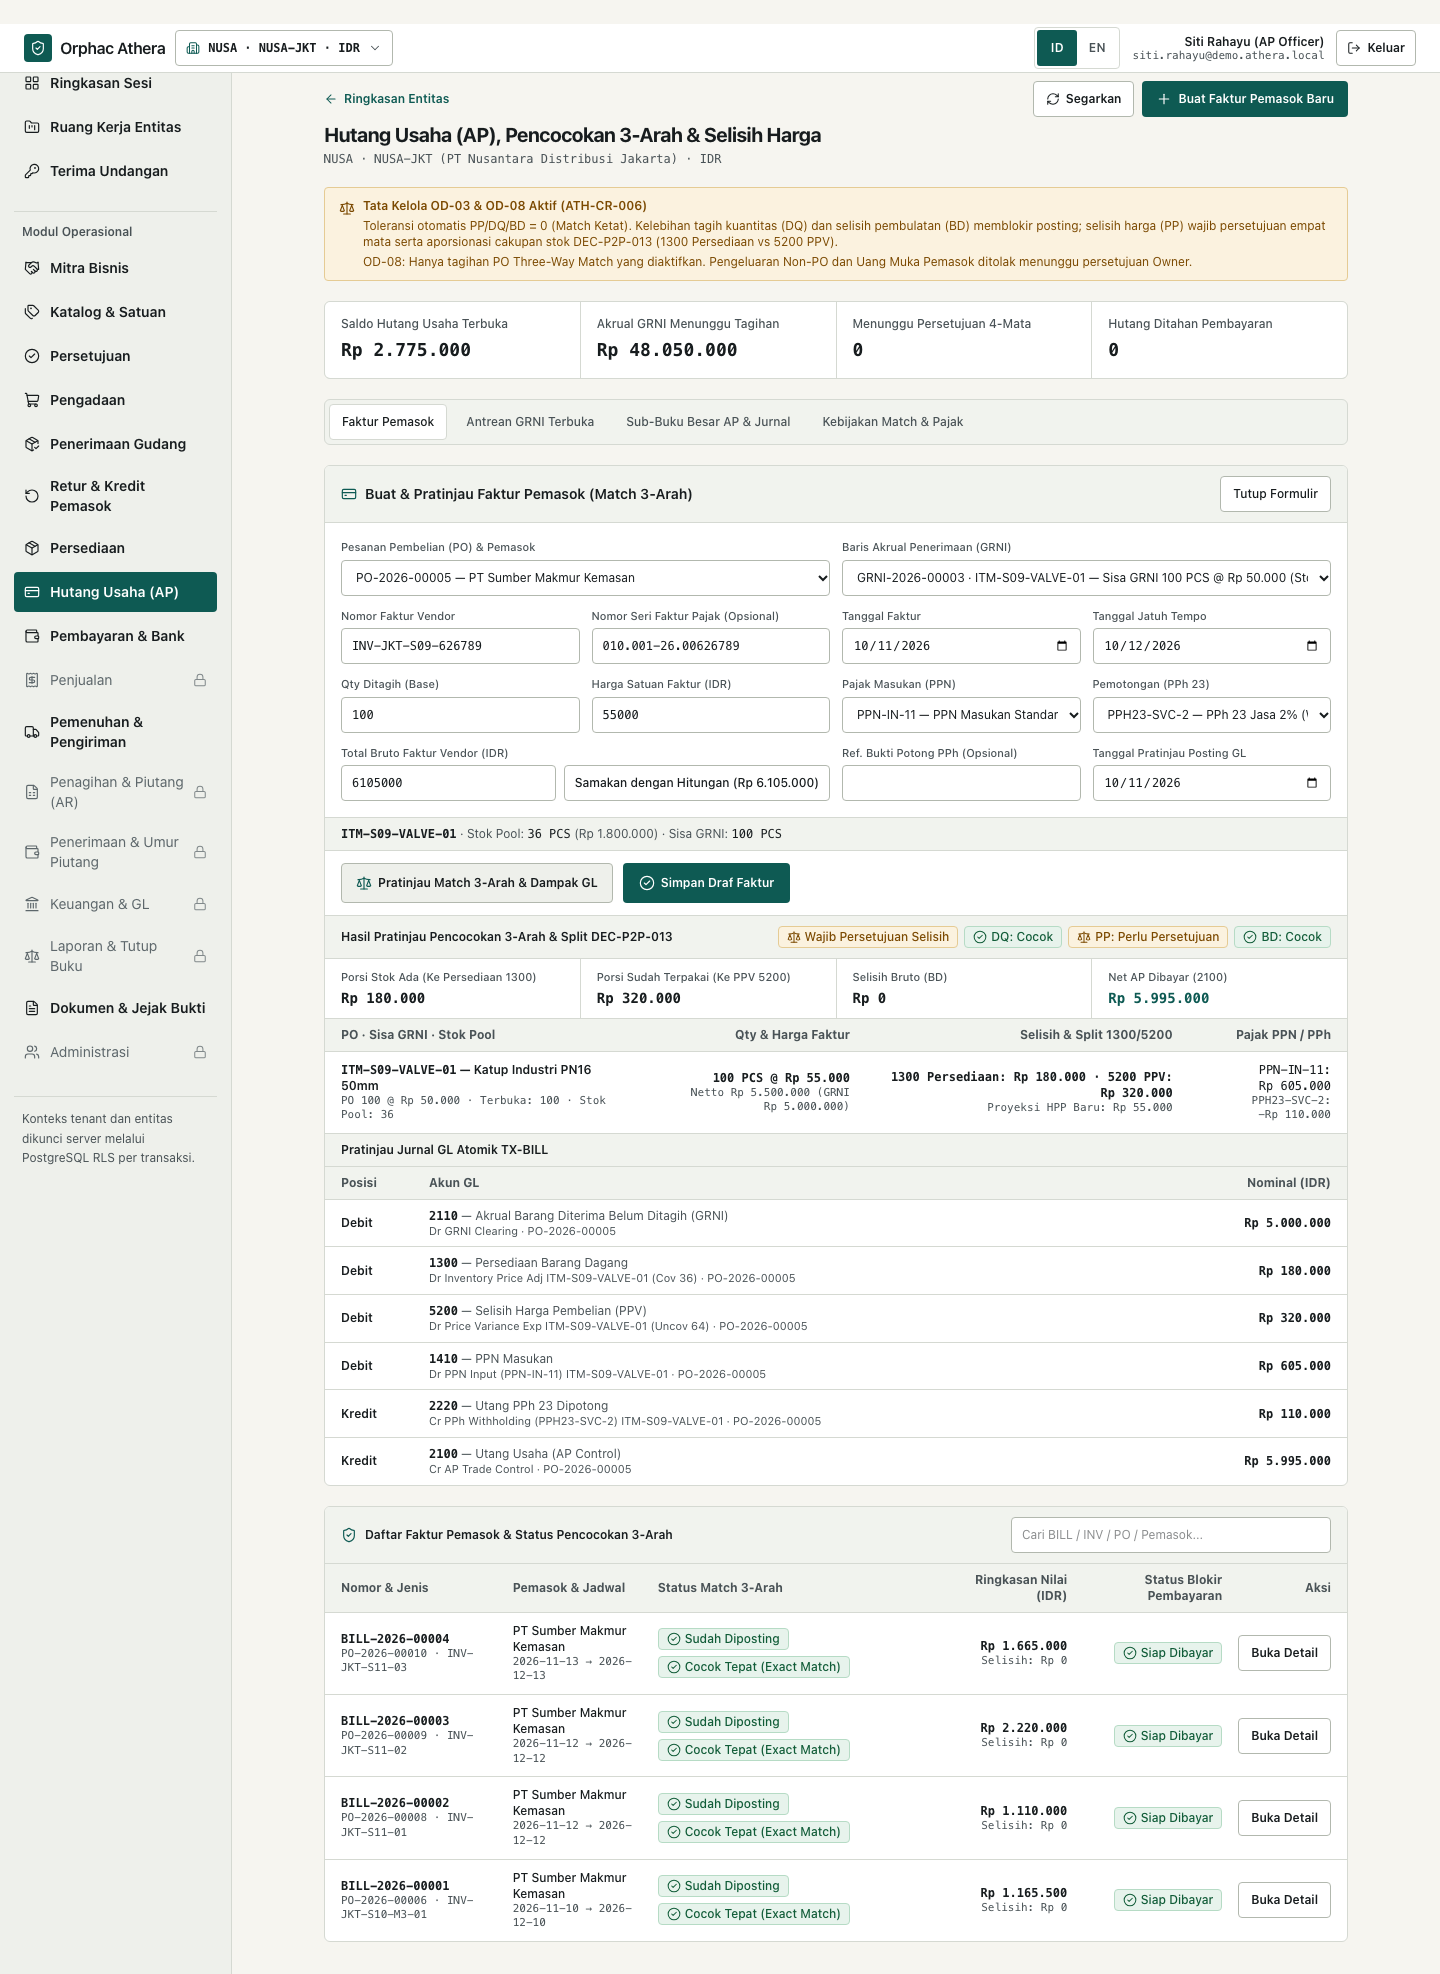 Orphac Athera
NUSA · NUSA-JKT · IDR
ID
EN
Siti Rahayu (AP Officer)
siti.rahayu@demo.athera.local
Keluar
Ringkasan Sesi
Ruang Kerja Entitas
Terima Undangan
Modul Operasional
Mitra Bisnis
Katalog & Satuan
Persetujuan
Pengadaan
Penerimaan Gudang
Retur & Kredit
Pemasok
Persediaan
Hutang Usaha (AP)
Pembayaran & Bank
Penjualan
Pemenuhan &
Pengiriman
Penagihan & Piutang
(AR)
Penerimaan & Umur
Piutang
Keuangan & GL
Laporan & Tutup
Buku
Dokumen & Jejak Bukti
Administrasi
Konteks tenant dan entitas
dikunci server melalui
PostgreSQL RLS per transaksi.
Ringkasan Entitas
Segarkan
Buat Faktur Pemasok Baru
Hutang Usaha (AP), Pencocokan 3-Arah & Selisih Harga
NUSA · NUSA-JKT (PT Nusantara Distribusi Jakarta) · IDR
Tata Kelola OD-03 & OD-08 Aktif (ATH-CR-006)
Toleransi otomatis PP/DQ/BD = 0 (Match Ketat). Kelebihan tagih kuantitas (DQ) dan selisih pembulatan (BD) memblokir posting; selisih harga (PP) wajib persetujuan empat
mata serta aporsionasi cakupan stok DEC-P2P-013 (1300 Persediaan vs 5200 PPV).
OD-08: Hanya tagihan PO Three-Way Match yang diaktifkan. Pengeluaran Non-PO dan Uang Muka Pemasok ditolak menunggu persetujuan Owner.
Saldo Hutang Usaha Terbuka
Rp 2.775.000
Akrual GRNI Menunggu Tagihan
Rp 48.050.000
Menunggu Persetujuan 4-Mata
0
Hutang Ditahan Pembayaran
0
Faktur Pemasok
Antrean GRNI Terbuka
Sub-Buku Besar AP & Jurnal
Kebijakan Match & Pajak
Buat & Pratinjau Faktur Pemasok (Match 3-Arah)
Tutup Formulir
Pesanan Pembelian (PO) & Pemasok
PO-2026-00005 — PT Sumber Makmur Kemasan
Baris Akrual Penerimaan (GRNI)
GRNI-2026-00003 · ITM-S09-VALVE-01 — Sisa GRNI 100 PCS @ Rp 50.000 (Sto
Nomor Faktur Vendor
INV-JKT-S09-626789
Nomor Seri Faktur Pajak (Opsional)
010.001-26.00626789
Tanggal Faktur
10/11/2026
Tanggal Jatuh Tempo
10/12/2026
Qty Ditagih (Base)
100
Harga Satuan Faktur (IDR)
55000
Pajak Masukan (PPN)
PPN-IN-11 — PPN Masukan Standar
Pemotongan (PPh 23)
PPH23-SVC-2 — PPh 23 Jasa 2% (
Total Bruto Faktur Vendor (IDR)
6105000
Samakan dengan Hitungan (Rp 6.105.000)
Ref. Bukti Potong PPh (Opsional)
Tanggal Pratinjau Posting GL
10/11/2026
ITM-S09-VALVE-01 · Stok Pool: 36 PCS (Rp 1.800.000) · Sisa GRNI: 100 PCS
Pratinjau Match 3-Arah & Dampak GL
Simpan Draf Faktur
Hasil Pratinjau Pencocokan 3-Arah & Split DEC-P2P-013
Wajib Persetujuan Selisih
DQ: Cocok
PP: Perlu Persetujuan
BD: Cocok
Porsi Stok Ada (Ke Persediaan 1300)
Rp 180.000
Porsi Sudah Terpakai (Ke PPV 5200)
Rp 320.000
Selisih Bruto (BD)
Rp 0
Net AP Dibayar (2100)
Rp 5.995.000
PO · Sisa GRNI · Stok Pool
Qty & Harga Faktur
Selisih & Split 1300/5200
Pajak PPN / PPh
ITM-S09-VALVE-01 — Katup Industri PN16
50mm
PO 100 @ Rp 50.000 · Terbuka: 100 · Stok
Pool: 36
100 PCS @ Rp 55.000
Netto Rp 5.500.000 (GRNI
Rp 5.000.000)
1300 Persediaan: Rp 180.000 · 5200 PPV:
Rp 320.000
Proyeksi HPP Baru: Rp 55.000
PPN-IN-11:
Rp 605.000
PPH23-SVC-2:
-Rp 110.000
Pratinjau Jurnal GL Atomik TX-BILL
Posisi
Akun GL
Nominal (IDR)
Debit
2110 — Akrual Barang Diterima Belum Ditagih (GRNI)
Dr GRNI Clearing · PO-2026-00005
Rp 5.000.000
Debit
1300 — Persediaan Barang Dagang
Dr Inventory Price Adj ITM-S09-VALVE-01 (Cov 36) · PO-2026-00005
Rp 180.000
Debit
5200 — Selisih Harga Pembelian (PPV)
Dr Price Variance Exp ITM-S09-VALVE-01 (Uncov 64) · PO-2026-00005
Rp 320.000
Debit
1410 — PPN Masukan
Dr PPN Input (PPN-IN-11) ITM-S09-VALVE-01 · PO-2026-00005
Rp 605.000
Kredit
2220 — Utang PPh 23 Dipotong
Cr PPh Withholding (PPH23-SVC-2) ITM-S09-VALVE-01 · PO-2026-00005
Rp 110.000
Kredit
2100 — Utang Usaha (AP Control)
Cr AP Trade Control · PO-2026-00005
Rp 5.995.000
Daftar Faktur Pemasok & Status Pencocokan 3-Arah
Cari BILL / INV / PO / Pemasok...
Nomor & Jenis
Pemasok & Jadwal
Status Match 3-Arah
Ringkasan Nilai
(IDR)
Status Blokir
Pembayaran
Aksi
BILL-2026-00004
PO-2026-00010 · INV-
JKT-S11-03
PT Sumber Makmur
Kemasan
2026-11-13 → 2026-
12-13
Sudah Diposting
Cocok Tepat (Exact Match)
Rp 1.665.000
Selisih: Rp 0
Siap Dibayar
Buka Detail
BILL-2026-00003
PO-2026-00009 · INV-
JKT-S11-02
PT Sumber Makmur
Kemasan
2026-11-12 → 2026-
12-12
Sudah Diposting
Cocok Tepat (Exact Match)
Rp 2.220.000
Selisih: Rp 0
Siap Dibayar
Buka Detail
BILL-2026-00002
PO-2026-00008 · INV-
JKT-S11-01
PT Sumber Makmur
Kemasan
2026-11-12 → 2026-
12-12
Sudah Diposting
Cocok Tepat (Exact Match)
Rp 1.110.000
Selisih: Rp 0
Siap Dibayar
Buka Detail
BILL-2026-00001
PO-2026-00006 · INV-
JKT-S10-M3-01
PT Sumber Makmur
Kemasan
2026-11-10 → 2026-
12-10
Sudah Diposting
Cocok Tepat (Exact Match)
Rp 1.165.500
Selisih: Rp 0
Siap Dibayar
Buka Detail